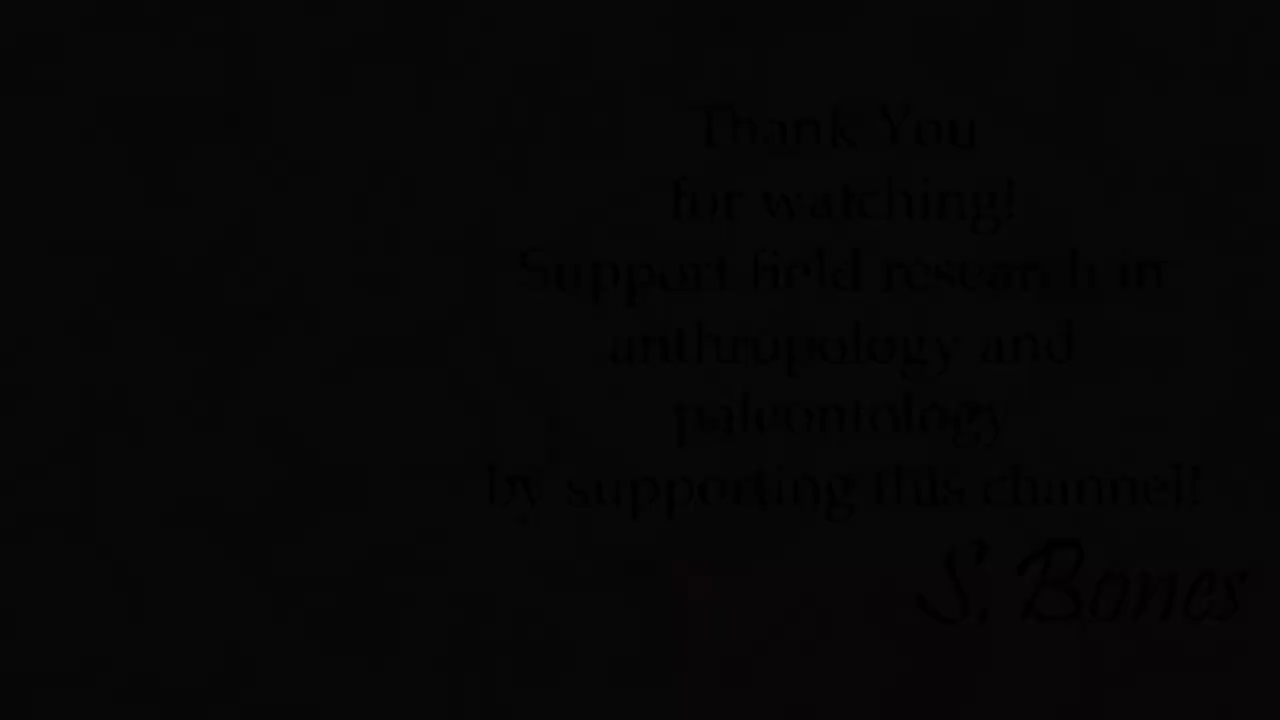 Thank You
for watching!
Support field research in
anthropology and
paleontology
by supporting this channel!
S. Bones